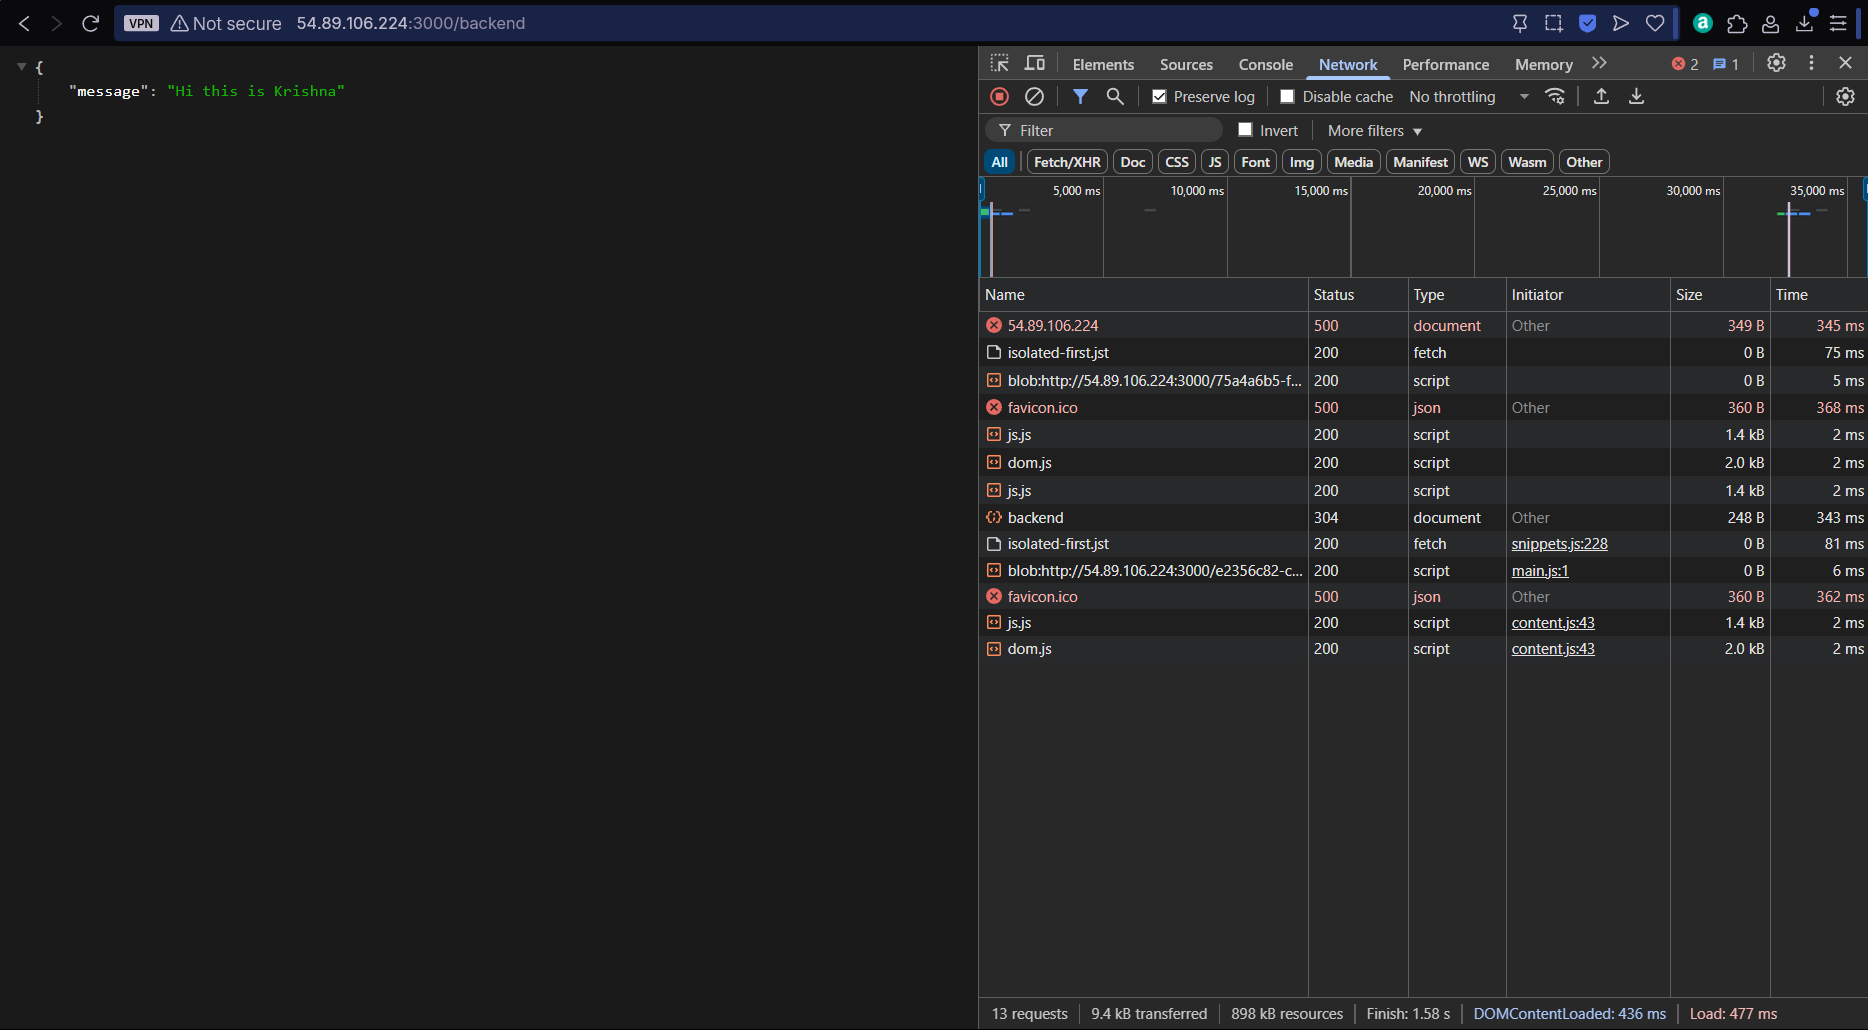 VPN Not secure 54.89.106.224:3000/backend
{
"message": "Hi this is Krishna"
}
Elements Sources Console Network Performance Memory 2 1
Preserve log Disable cache No throttling
Filter Invert More filters
All Fetch/XHR Doc CSS JS Font Img Media Manifest WS Wasm Other
5,000 ms 10,000 ms 15,000 ms 20,000 ms 25,000 ms 30,000 ms 35,000 ms
Name Status Type Initiator Size Time
54.89.106.224 500 document Other 349 B 345 ms
isolated-first.jst 200 fetch 0 B 75 ms
blob:http://54.89.106.224:3000/75a4a6b5-f... 200 script 0 B 5 ms
favicon.ico 500 json Other 360 B 368 ms
js.js 200 script 1.4 kB 2 ms
dom.js 200 script 2.0 kB 2 ms
js.js 200 script 1.4 kB 2 ms
backend 304 document Other 248 B 343 ms
isolated-first.jst 200 fetch snippets.js:228 0 B 81 ms
blob:http://54.89.106.224:3000/e2356c82-c... 200 script main.js:1 0 B 6 ms
favicon.ico 500 json Other 360 B 362 ms
js.js 200 script content.js:43 1.4 kB 2 ms
dom.js 200 script content.js:43 2.0 kB 2 ms
13 requests 9.4 kB transferred 898 kB resources Finish: 1.58 s DOMContentLoaded: 436 ms Load: 477 ms